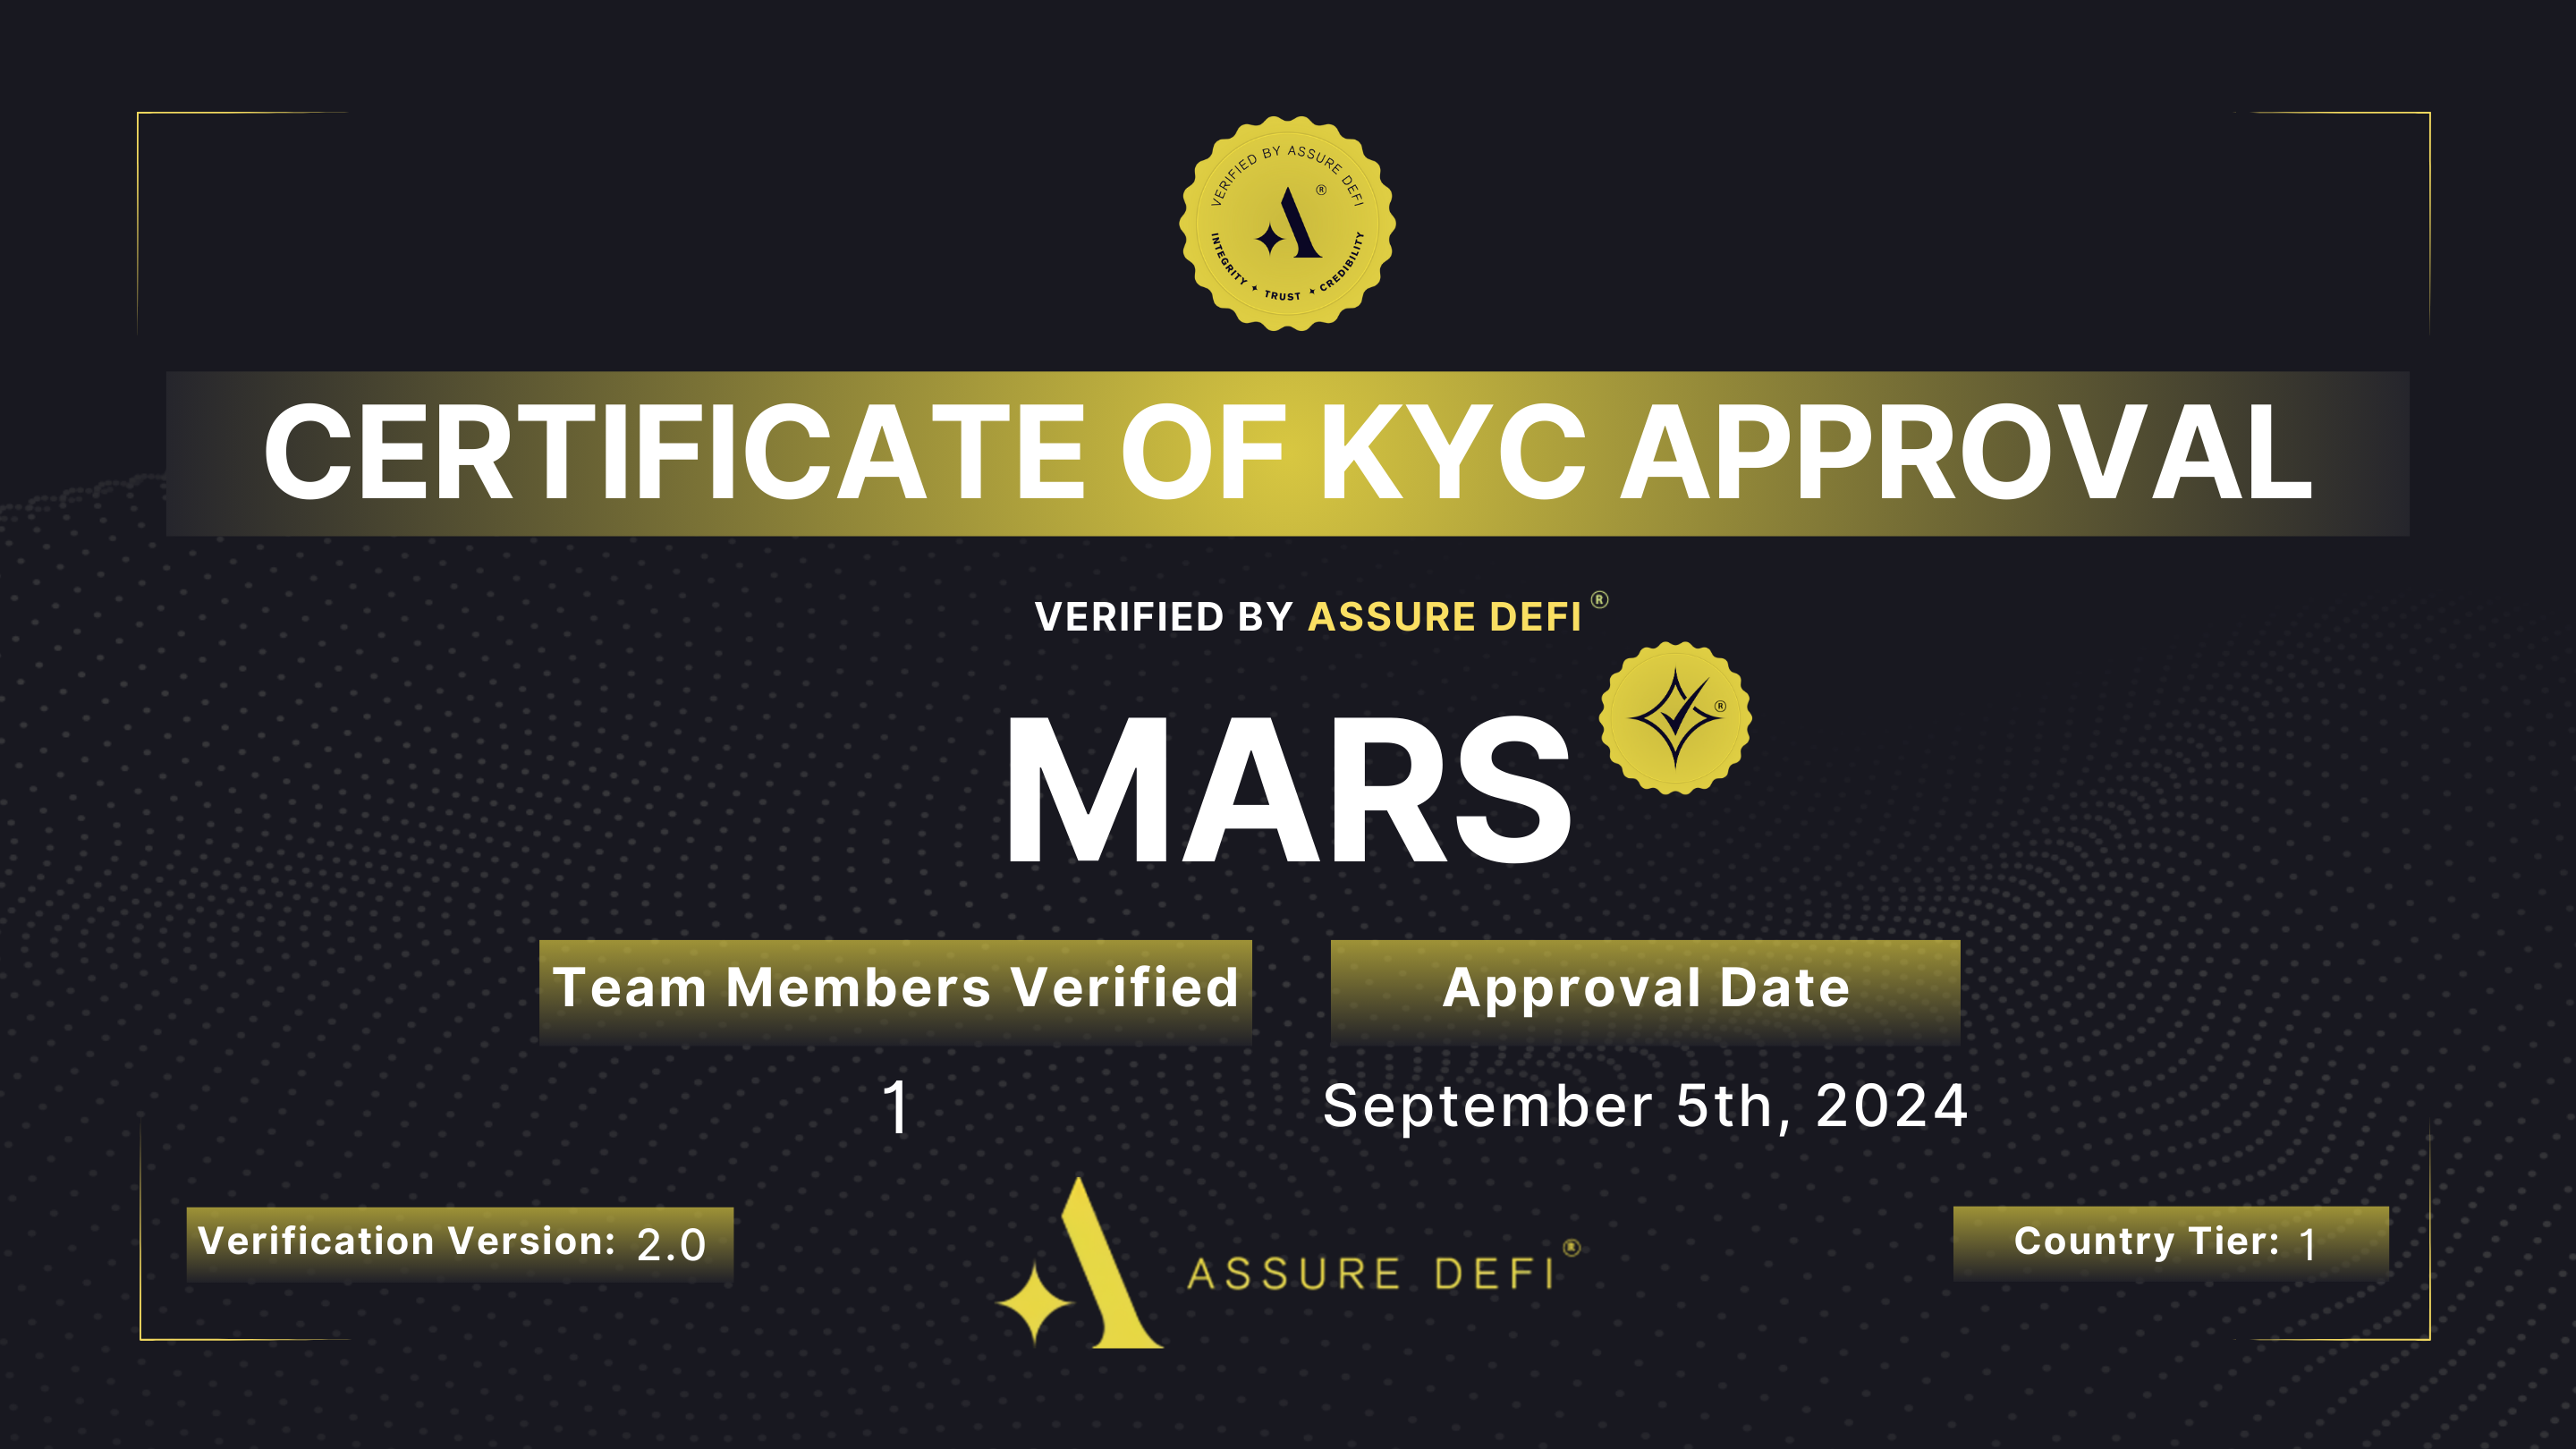 VERIFIED BY ASSURE DEFI
®
INTEGRITY ✦ TRUST ✦ CREDIBILITY
CERTIFICATE OF KYC APPROVAL
VERIFIED BY ASSURE DEFI ®
MARS
®
Team Members Verified
1
Approval Date
September 5th, 2024
Verification Version: 2.0
ASSURE DEFI ®
Country Tier: 1